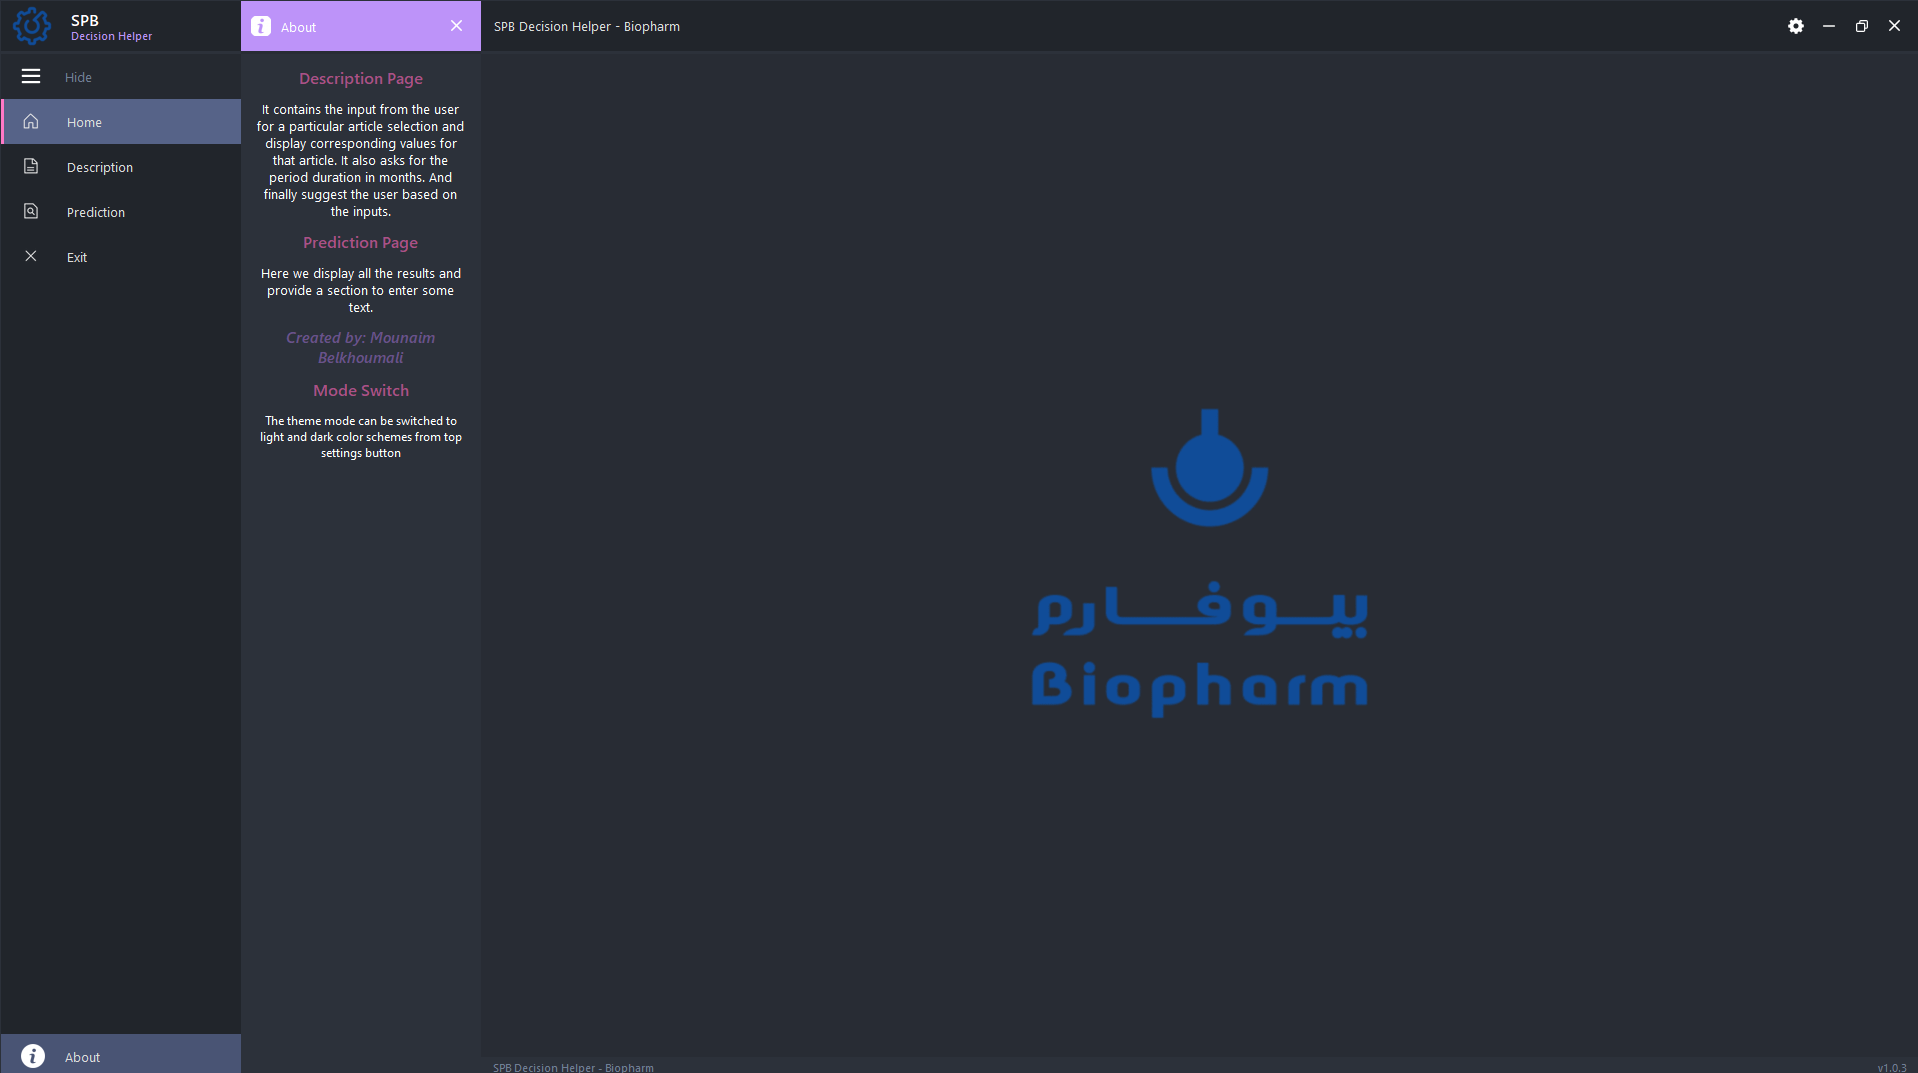 SPB
Decision Helper
Hide
Home
Description
Prediction
Exit
About
About
Description Page
It contains the input from the user
for a particular article selection and
display corresponding values for
that article. It also asks for the
period duration in months. And
finally suggest the user based on
the inputs.
Prediction Page
Here we display all the results and
provide a section to enter some
text.
Created by: Mounaim
Belkhoumali
Mode Switch
The theme mode can be switched to
light and dark color schemes from top
settings button
SPB Decision Helper - Biopharm
بيوفارم
Biopharm
SPB Decision Helper - Biopharm
v1.0.3